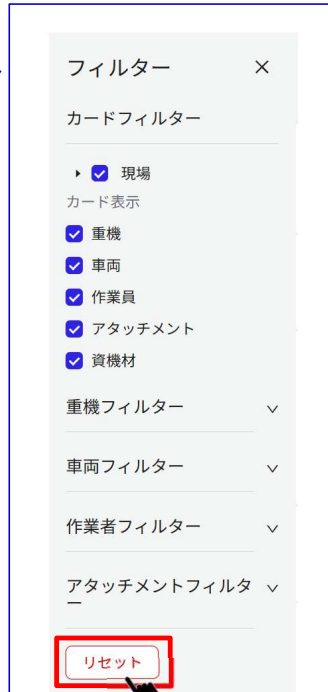 フィルター
カードフィルター
現場
カード表示
重機
車両
作業員
アタッチメント
資機材
重機フィルター
車両フィルター
作業者フィルター
アタッチメントフィルタ
ー
リセット